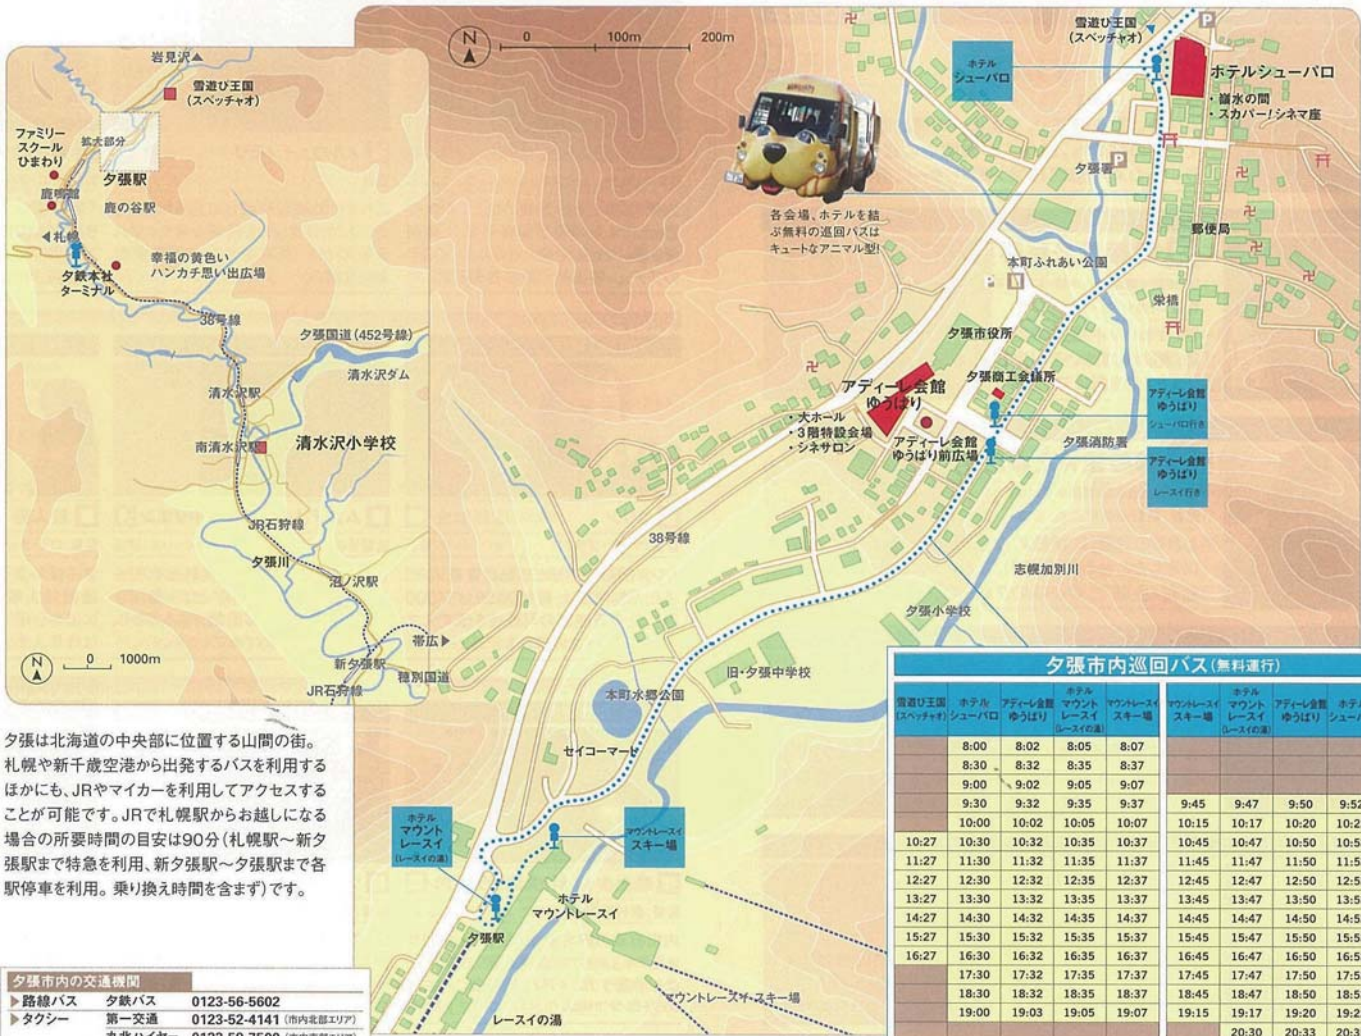 岩見沢▲
雪遊び王国
(スペッチャオ)
ファミリー
スクール
ひまわり
拡大部分
夕張駅
鹿鳴館
鹿の谷駅
◀札幌
夕鉄本社
ターミナル
幸福の黄色い
ハンカチ思い出広場
38号線
夕張国道(452号線)
清水沢ダム
清水沢駅
南清水沢駅
清水沢小学校
JR石狩線
夕張川
沼ノ沢駅
帯広▶
新夕張駅
穂別国道
JR石狩線
N 0 1000m
N 0 100m 200m
雪遊び王国
(スペッチャオ)
P
ホテル
シューパロ
ホテルシューパロ
・嶺水の間
・スカパー!シネマ座
夕張署
P
郵便局
各会場、ホテルを結
ぶ無料の巡回バスは
キュートなアニマル型!
本町ふれあい公園
栄橋
夕張市役所
アディーレ会館
ゆうばり
夕張商工会議所
・大ホール
・3階特設会場
・シネサロン
アディーレ会館
ゆうばり前広場
アディーレ会館
ゆうばり
シューパロ行き
夕張消防署
アディーレ会館
ゆうばり
レースイ行き
38号線
志幌加別川
夕張小学校
旧・夕張中学校
本町水郷公園
セイコーマート
ホテル
マウント
レースイ
(レースイの湯)
マウントレースイ
スキー場
ホテル
マウントレースイ
夕張駅
マウントレースイ・スキー場
レースイの湯
夕張は北海道の中央部に位置する山間の街。
札幌や新千歳空港から出発するバスを利用する
ほかにも、JRやマイカーを利用してアクセスする
ことが可能です。JRで札幌駅からお越しになる
場合の所要時間の目安は90分(札幌駅〜新夕
張駅まで特急を利用、新夕張駅〜夕張駅まで各
駅停車を利用。乗り換え時間を含まず)です。
夕張市内の交通機関
▶路線バス 夕鉄バス 0123-56-5602
▶タクシー 第一交通 0123-52-4141 (市内北部エリア)
夕張市内巡回バス(無料運行)
雪遊び王国(スペッチャオ) ホテルシューパロ アディーレ会館ゆうばり ホテルマウントレースイ(レースイの湯) マウントレースイスキー場 マウントレースイスキー場 ホテルマウントレースイ(レースイの湯) アディーレ会館ゆうばり
8:00 8:02 8:05 8:07
8:30 8:32 8:35 8:37
9:00 9:02 9:05 9:07
9:30 9:32 9:35 9:37 9:45 9:47 9:50 9:52
10:00 10:02 10:05 10:07 10:15 10:17 10:20
10:27 10:30 10:32 10:35 10:37 10:45 10:47 10:50
11:27 11:30 11:32 11:35 11:37 11:45 11:47 11:50
12:27 12:30 12:32 12:35 12:37 12:45 12:47 12:50
13:27 13:30 13:32 13:35 13:37 13:45 13:47 13:50
14:27 14:30 14:32 14:35 14:37 14:45 14:47 14:50
15:27 15:30 15:32 15:35 15:37 15:45 15:47 15:50
16:27 16:30 16:32 16:35 16:37 16:45 16:47 16:50
17:30 17:32 17:35 17:37 17:45 17:47 17:50
18:30 18:32 18:35 18:37 18:45 18:47 18:50
19:00 19:03 19:05 19:07 19:15 19:17 19:20
20:30 20:33